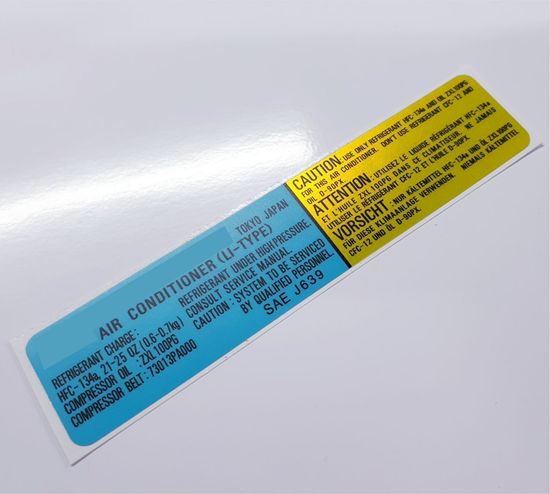 TOKYO JAPAN
AIR CONDITIONER (LI-TYPE)
REFRIGERANT CHARGE:
HFC-134a, 21-25 OZ (0.6-0.7kg)
COMPRESSOR OIL :ZXL100PG
COMPRESSOR BELT: 73013PA000
REFRIGERANT UNDER HIGH PRESSURE
CONSULT SERVICE MANUAL.
CAUTION : SYSTEM TO BE SERVICED
BY QUALIFIED PERSONNEL.
SAE J639
CAUTION: USE ONLY REFRIGERANT HFC-134a AND OIL ZXL100PG
FOR THIS AIR CONDITIONER. DON'T USE REFRIGERANT CFC-12 AND
OIL D-90PX.
ATTENTION: UTILISEZ LE LIQUIDE RÉFRIGÉRANT HFC-134a
ET L'HUILE ZXL100PG DANS CE CLIMATISEUR. NE JAMAIS
UTILISER LE RÉFRIGÉRANT CFC-12 ET L'HUILE D-90PX.
VORSICHT : NUR KÄLTEMITTEL HFC-134a UND ÖL ZXL100PG
FÜR DIESE KLIMAANLAGE VERWENDEN. NIEMALS KÄLTEMITTEL
CFC-12 UND ÖL D-90PX.